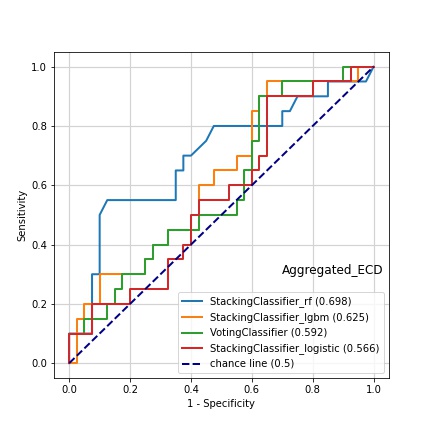 1.0
0.8
0.6
0.4
0.2
0.0
Sensitivity
Aggregated_ECD
StackingClassifier_rf (0.698)
StackingClassifier_lgbm (0.625)
VotingClassifier (0.592)
StackingClassifier_logistic (0.566)
chance line (0.5)
0.0 0.2 0.4 0.6 0.8 1.0
1 - Specificity